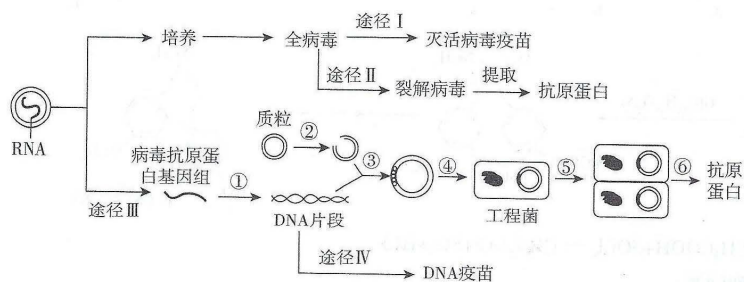 途径Ⅰ
培养
全病毒
灭活病毒疫苗
途径Ⅱ
裂解病毒
提取
抗原蛋白
RNA
病毒抗原蛋
白基因组
途径Ⅲ
①
质粒
②
③
DNA片段
④
工程菌
⑤
⑥
抗原
蛋白
途径Ⅳ
DNA疫苗